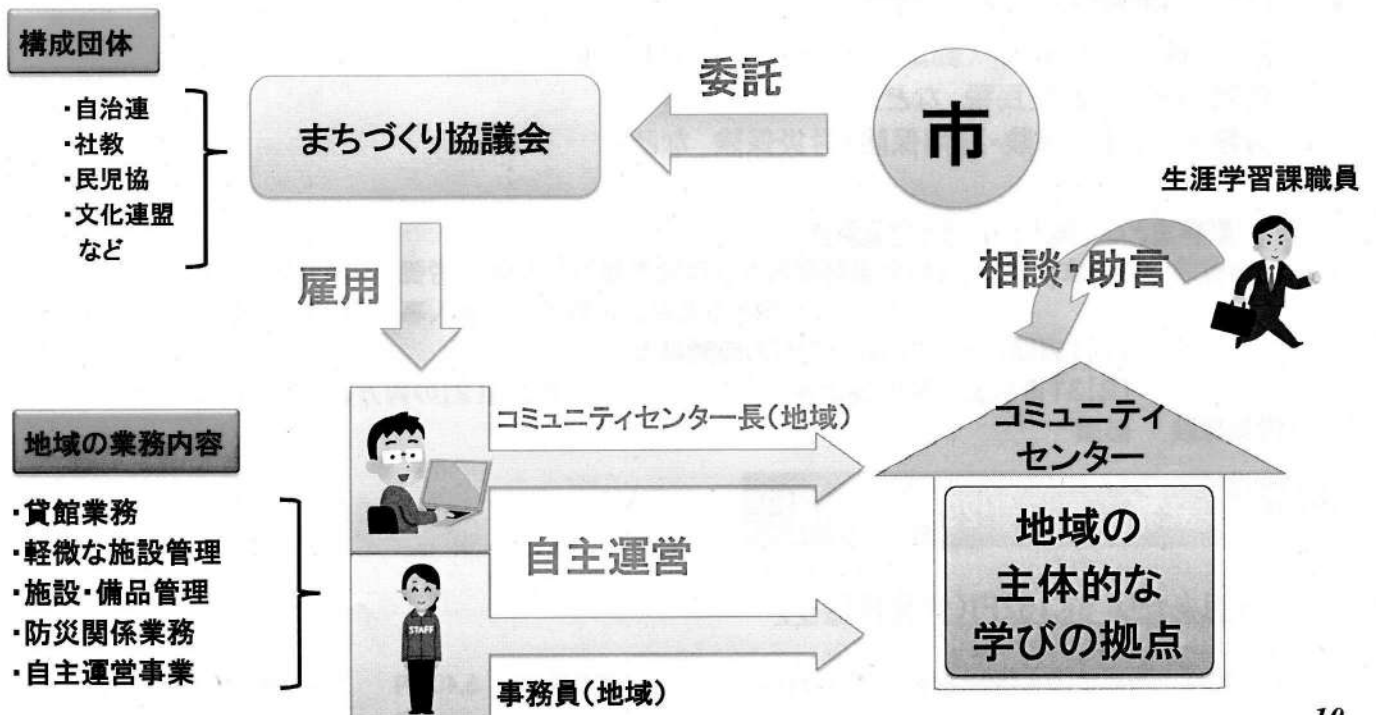 構成団体
・自治連
・社教
・民児協
・文化連盟
など
まちづくり協議会
委託
市
生涯学習課職員
相談・助言
雇用
地域の業務内容
・貸館業務
・軽微な施設管理
・施設・備品管理
・防災関係業務
・自主運営事業
コミュニティセンター長(地域)
自主運営
STAFF
事務員(地域)
コミュニティ
センター
地域の
主体的な
学びの拠点
10